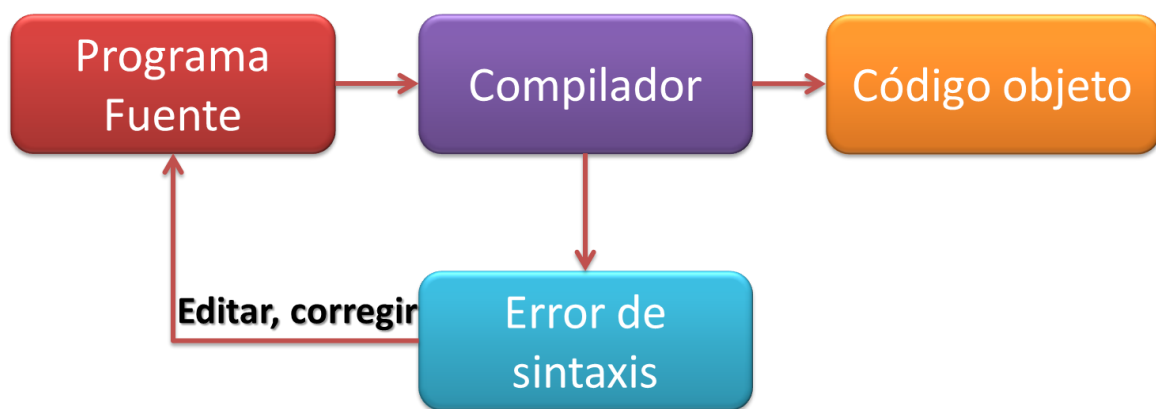 Programa
Fuente
Compilador
Código objeto
Editar, corregir
Error de
sintaxis